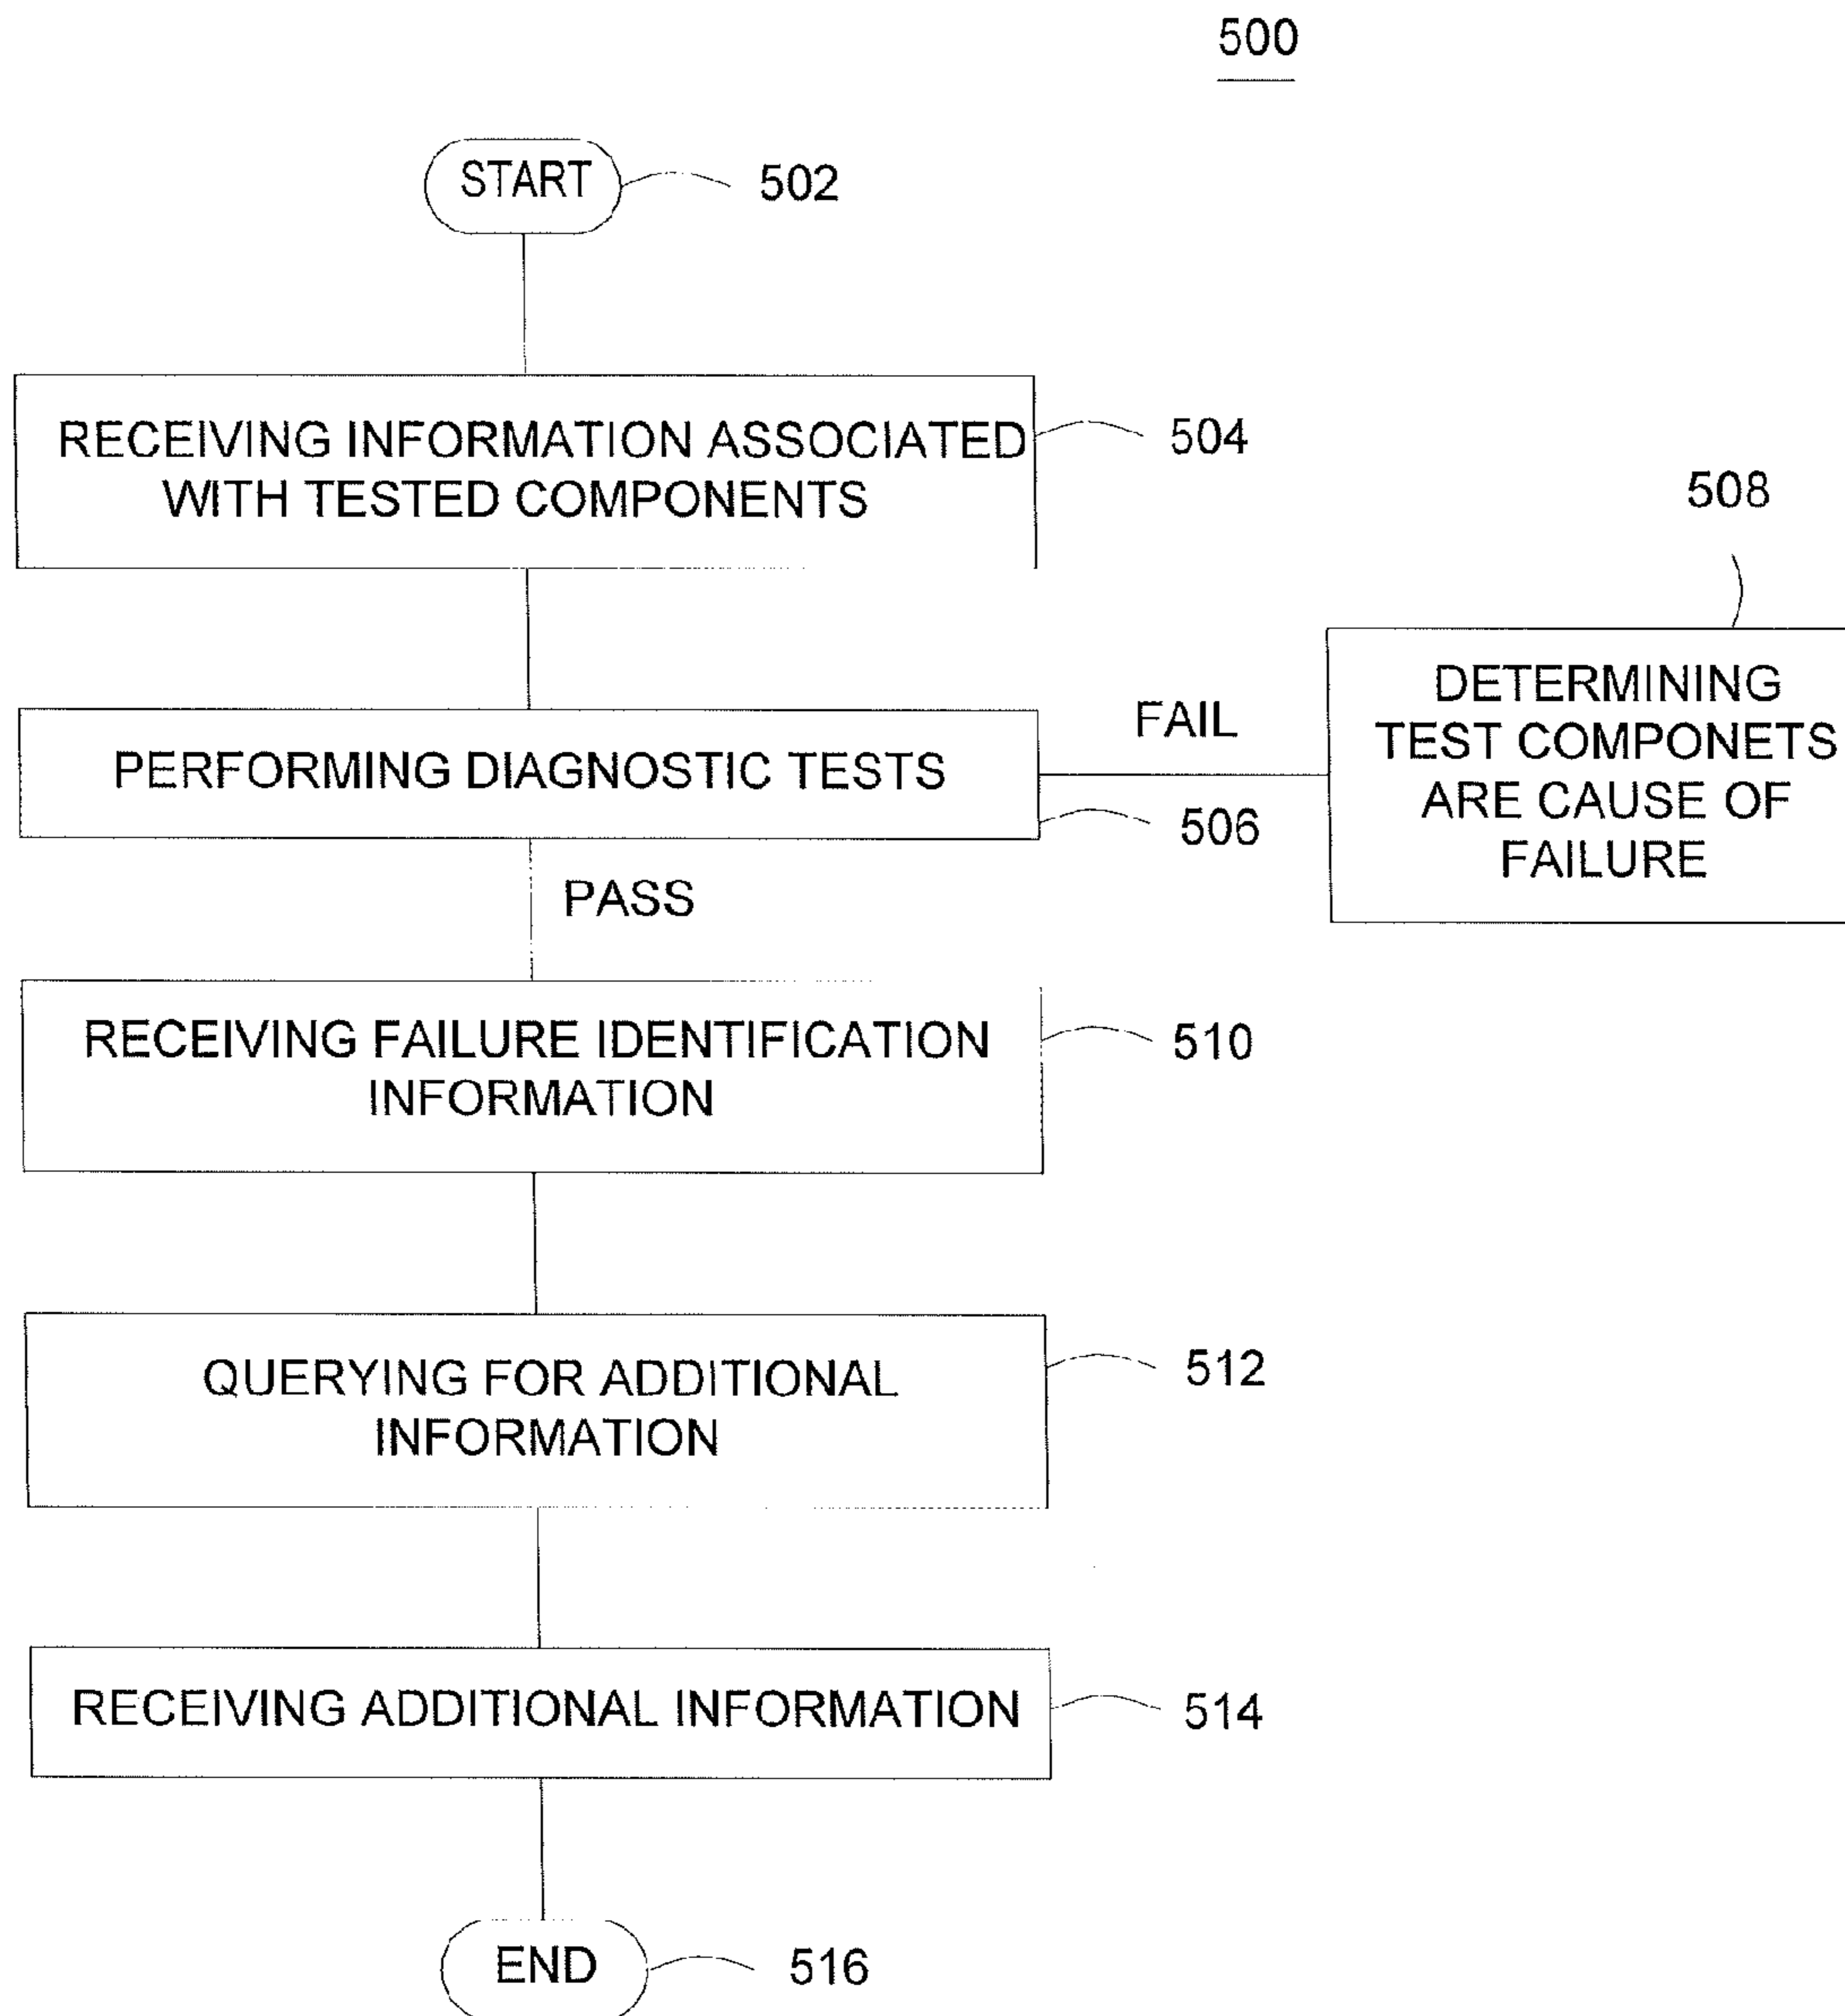 500
START
502
RECEIVING INFORMATION ASSOCIATED
WITH TESTED COMPONENTS
504
508
DETERMINING
TEST COMPONETS
ARE CAUSE OF
FAILURE
FAIL
PERFORMING DIAGNOSTIC TESTS
506
PASS
RECEIVING FAILURE IDENTIFICATION
INFORMATION
510
QUERYING FOR ADDITIONAL
INFORMATION
512
RECEIVING ADDITIONAL INFORMATION
514
END
516